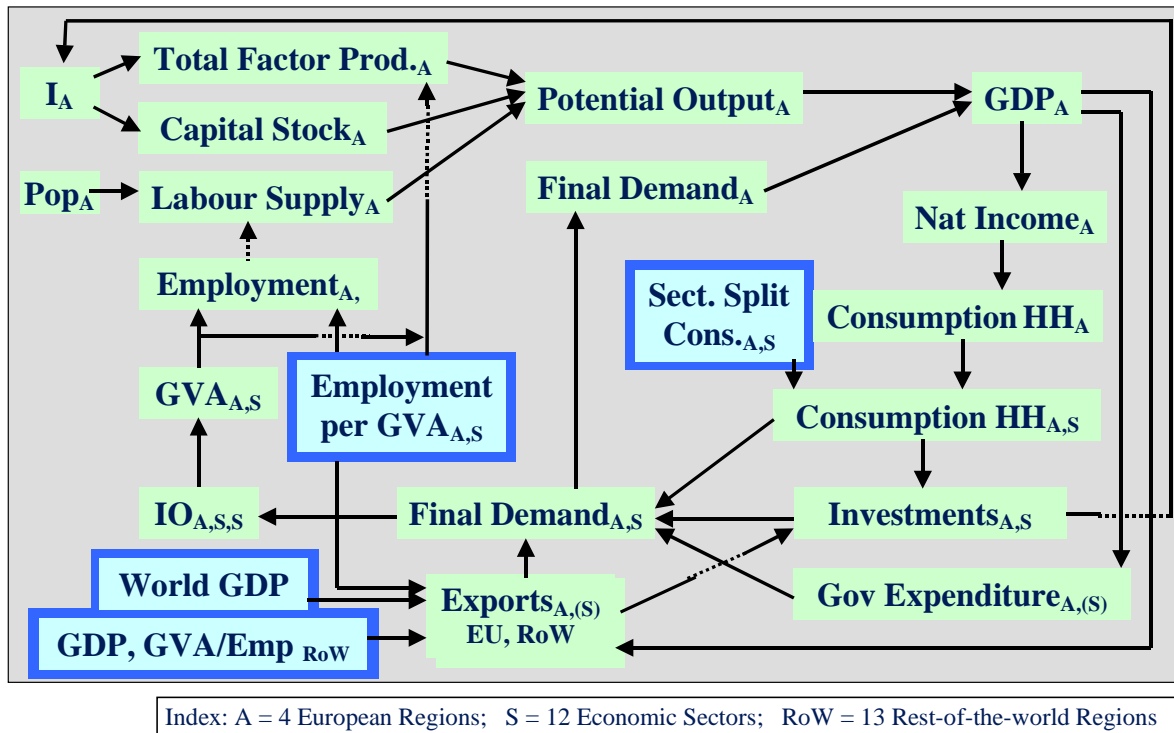 Total Factor Prod.A
IA
Potential OutputA
GDPA
Capital StockA
PopA
Labour SupplyA
Final DemandA
Nat IncomeA
EmploymentA,
Sect. Split
Cons.A,S
Consumption HHA
Employment
per GVAA,S
GVAA,S
Consumption HHA,S
IOA,S,S
Final DemandA,S
InvestmentsA,S
World GDP
ExportsA,(S)
EU, RoW
Gov ExpenditureA,(S)
GDP, GVA/Emp RoW
Index: A = 4 European Regions; S = 12 Economic Sectors; RoW = 13 Rest-of-the-world Regions